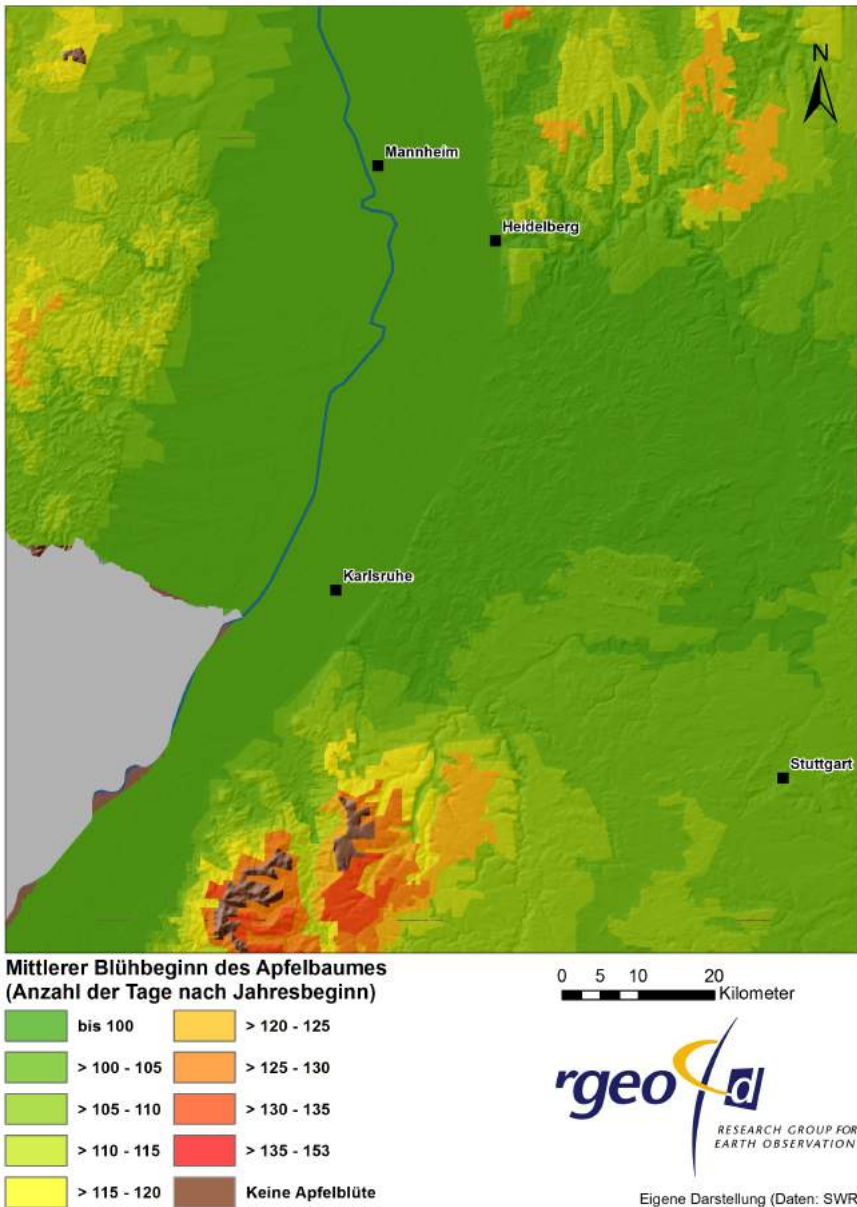 N
Mannheim
Heidelberg
Karlsruhe
Stuttgart
Mittlerer Blühbeginn des Apfelbaumes
(Anzahl der Tage nach Jahresbeginn)
bis 100
> 100 - 105
> 105 - 110
> 110 - 115
> 115 - 120
> 120 - 125
> 125 - 130
> 130 - 135
> 135 - 153
Keine Apfelblüte
0 5 10 20
Kilometer
rgeo d
RESEARCH GROUP FOR
EARTH OBSERVATION
Eigene Darstellung (Daten: SWR